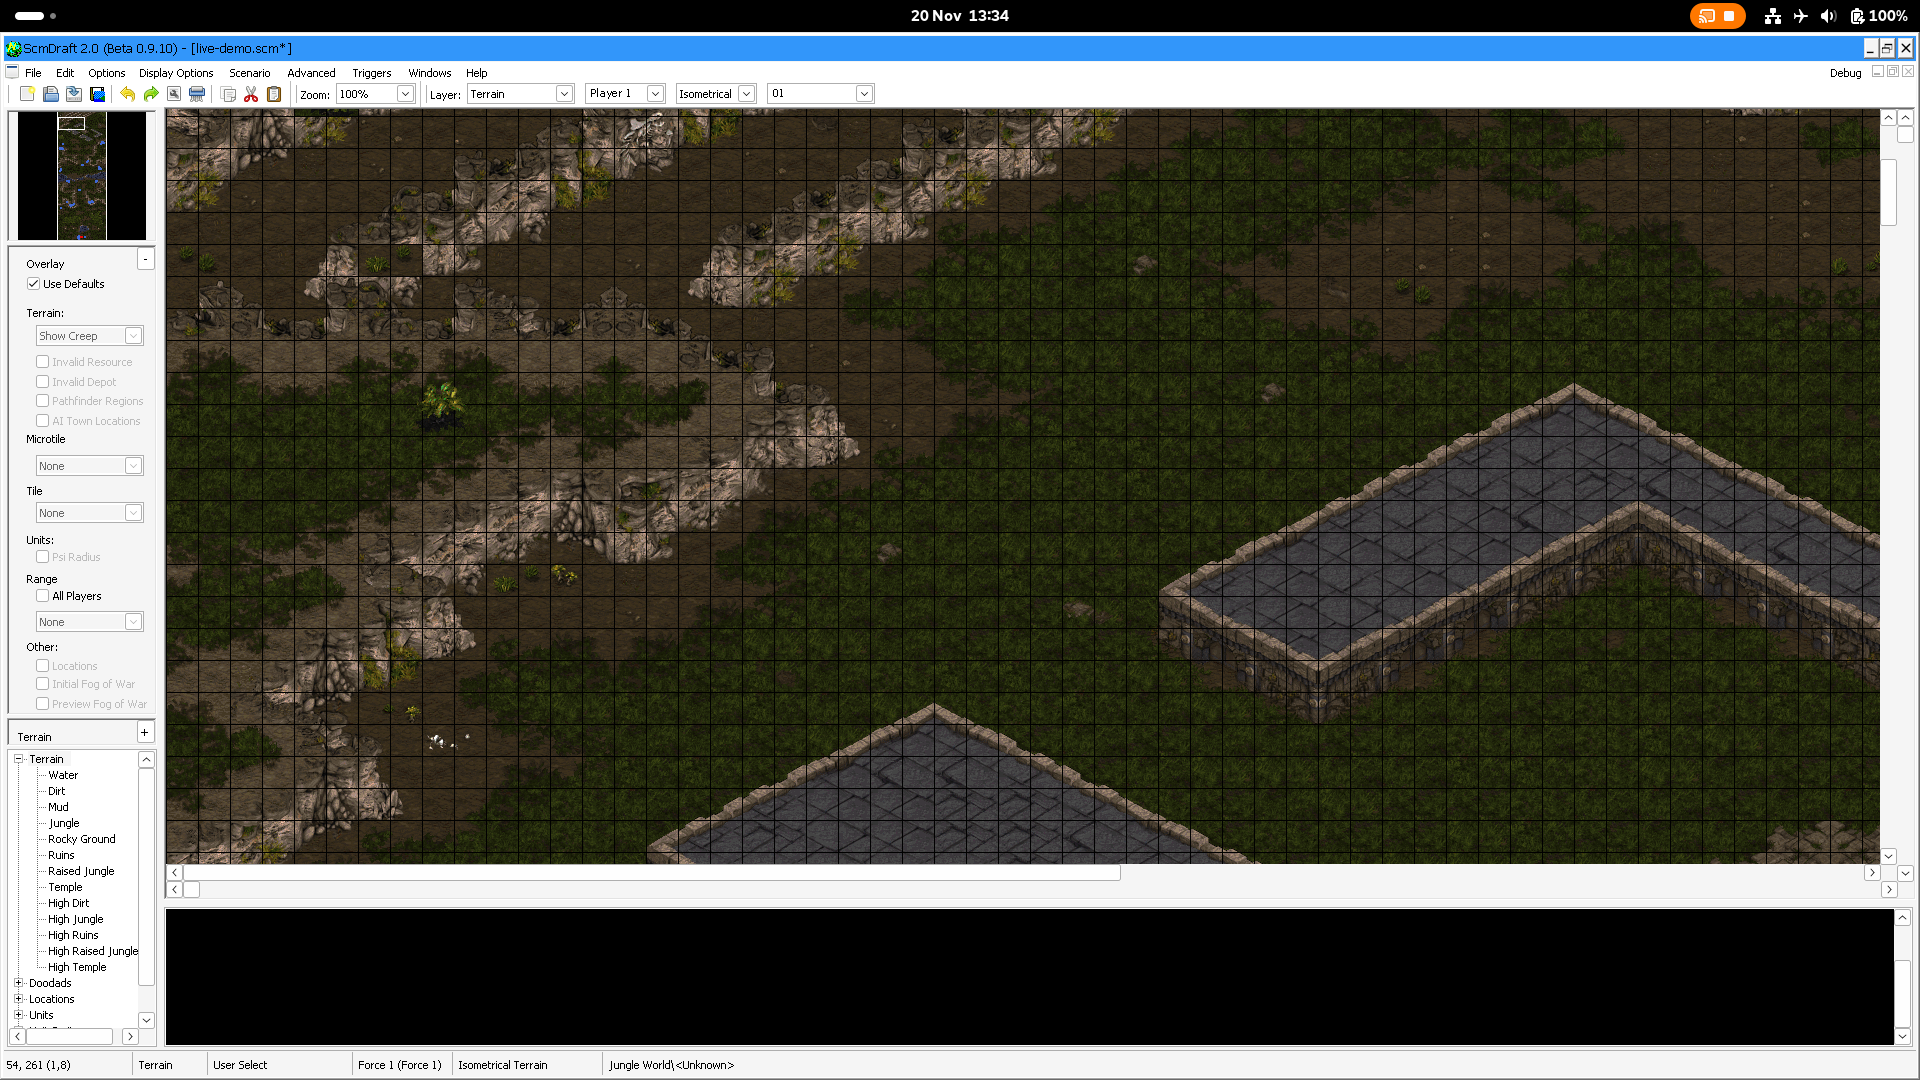 20 Nov 13:34
100%
ScmDraft 2.0 (Beta 0.9.10) - [live-demo.scm*]
File Edit Options Display Options Scenario Advanced Triggers Windows Help Debug
Zoom: 100% Layer: Terrain Player 1 Isometrical 01
Overlay -
Use Defaults
Terrain:
Show Creep
Invalid Resource
Invalid Depot
Pathfinder Regions
AI Town Locations
Microtile
None
Tile
None
Units:
Psi Radius
Range
All Players
None
Other:
Locations
Initial Fog of War
Preview Fog of War
Terrain +
Terrain
Water
Dirt
Mud
Jungle
Rocky Ground
Ruins
Raised Jungle
Temple
High Dirt
High Jungle
High Ruins
High Raised Jungle
High Temple
Doodads
Locations
Units
54, 261 (1,8) Terrain User Select Force 1 (Force 1) Isometrical Terrain Jungle World\<Unknown>